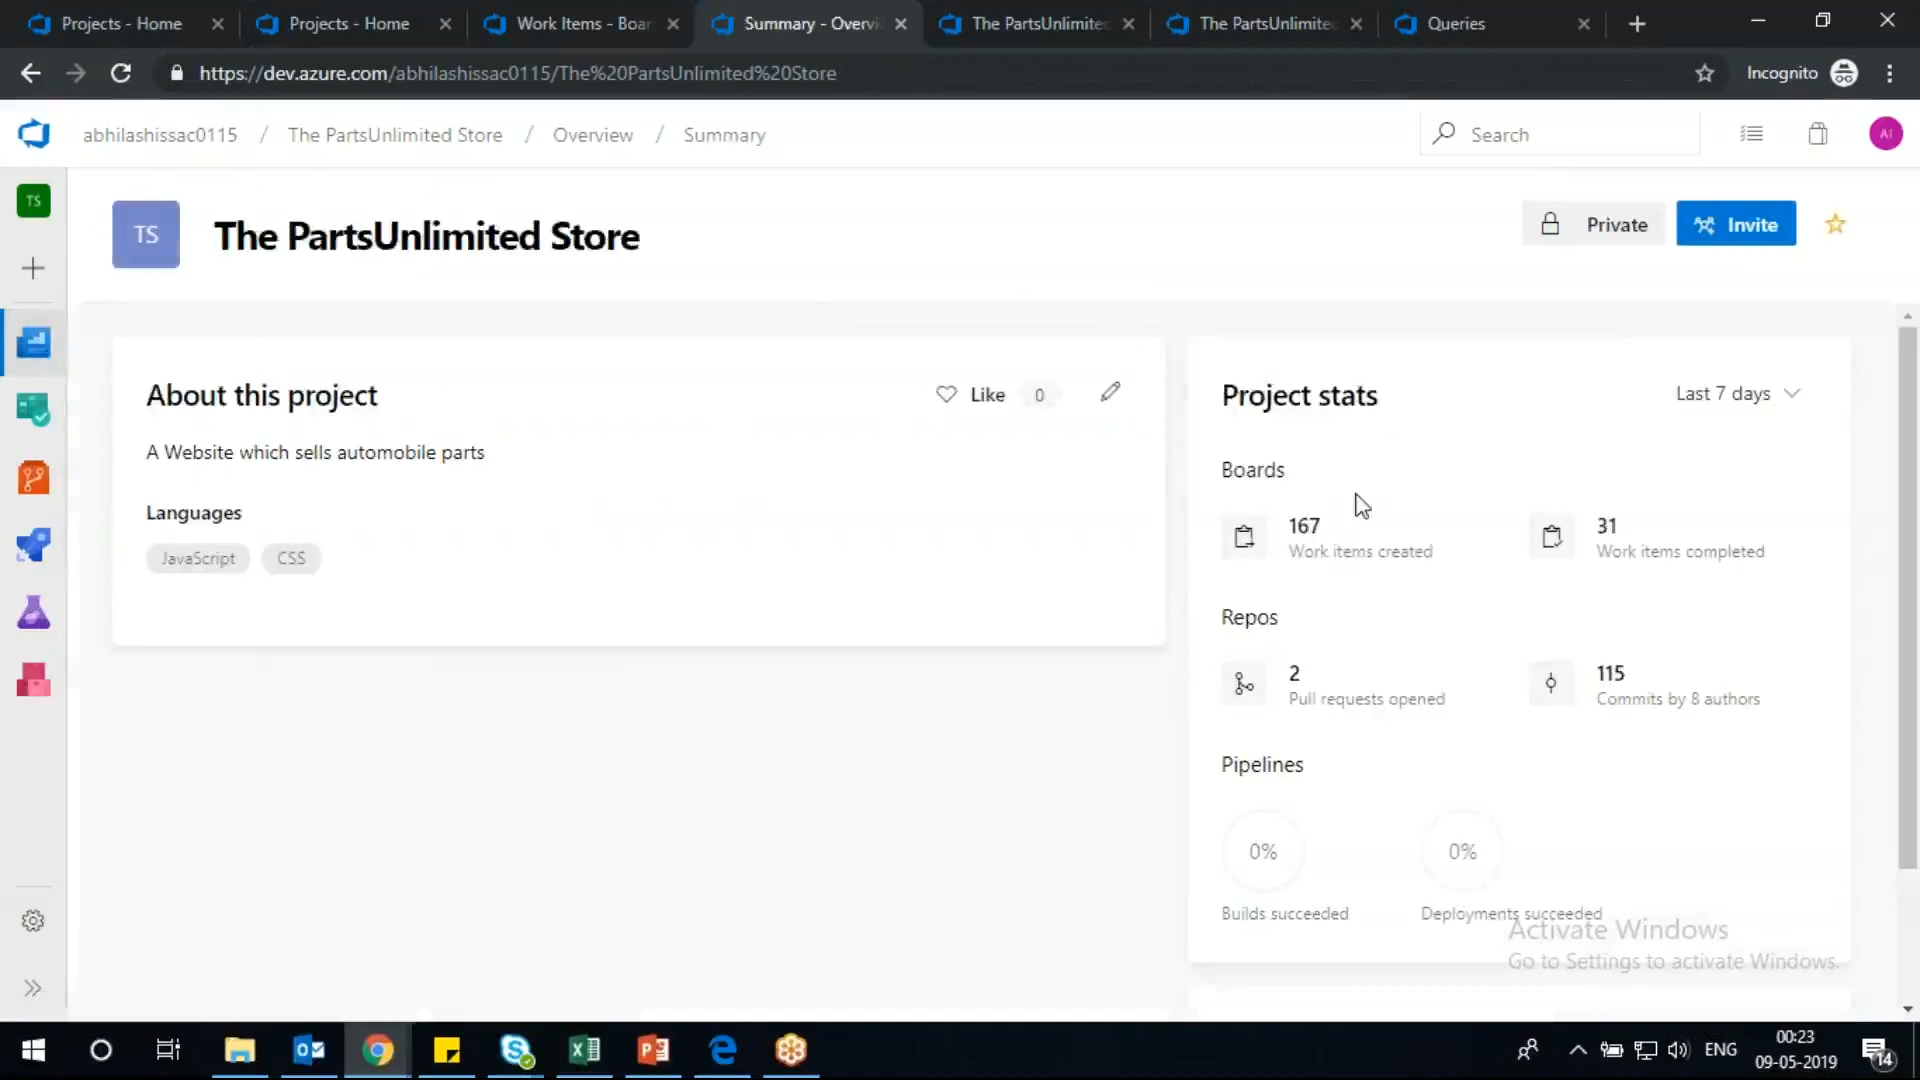 Projects - Home
Projects - Home
Work Items - Boar
Summary - Overvi
The PartsUnlimited
The PartsUnlimited
Queries
https://dev.azure.com/abhilashissac0115/The%20PartsUnlimited%20Store
Incognito
abhilashissac0115 / The PartsUnlimited Store / Overview / Summary
Search
AI
TS
TS
The PartsUnlimited Store
Private
Invite
About this project
Like 0
A Website which sells automobile parts
Languages
JavaScript CSS
Project stats
Last 7 days
Boards
167
Work items created
31
Work items completed
Repos
2
Pull requests opened
115
Commits by 8 authors
Pipelines
0%
Builds succeeded
0%
Deployments succeeded
Activate Windows
Go to Settings to activate Windows.
ENG
00:23
09-05-2019
14